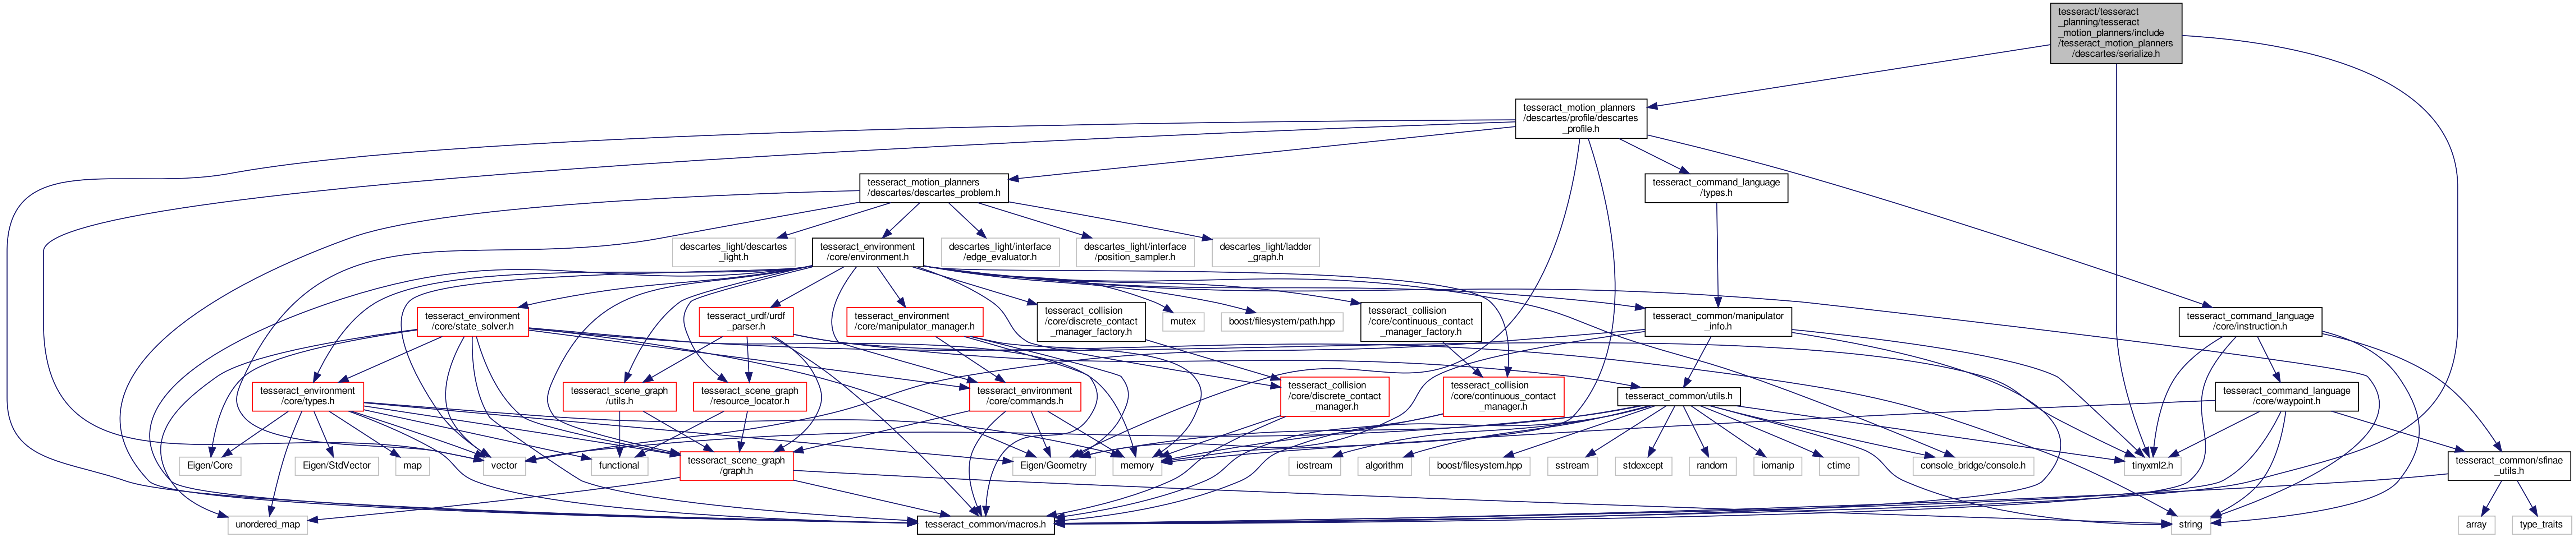 tesseract/tesseract
_planning/tesseract
_motion_planners/include
/tesseract_motion_planners
/descartes/serialize.h
tesseract_motion_planners
/descartes/profile/descartes
_profile.h
tesseract_motion_planners
/descartes/descartes_problem.h
tesseract_command_language
/types.h
descartes_light/descartes
_light.h
tesseract_environment
/core/environment.h
descartes_light/interface
/edge_evaluator.h
descartes_light/interface
/position_sampler.h
descartes_light/ladder
_graph.h
tesseract_environment
/core/state_solver.h
tesseract_urdf/urdf
_parser.h
tesseract_environment
/core/manipulator_manager.h
tesseract_collision
/core/discrete_contact
_manager_factory.h
mutex
boost/filesystem/path.hpp
tesseract_collision
/core/continuous_contact
_manager_factory.h
tesseract_common/manipulator
_info.h
tesseract_command_language
/core/instruction.h
tesseract_environment
/core/types.h
tesseract_scene_graph
/utils.h
tesseract_scene_graph
/resource_locator.h
tesseract_environment
/core/commands.h
tesseract_collision
/core/discrete_contact
_manager.h
tesseract_collision
/core/continuous_contact
_manager.h
tesseract_common/utils.h
tesseract_command_language
/core/waypoint.h
Eigen/Core
Eigen/StdVector
map
vector
functional
tesseract_scene_graph
/graph.h
Eigen/Geometry
memory
iostream
algorithm
boost/filesystem.hpp
sstream
stdexcept
random
iomanip
ctime
console_bridge/console.h
tinyxml2.h
tesseract_common/sfinae
_utils.h
unordered_map
tesseract_common/macros.h
string
array
type_traits